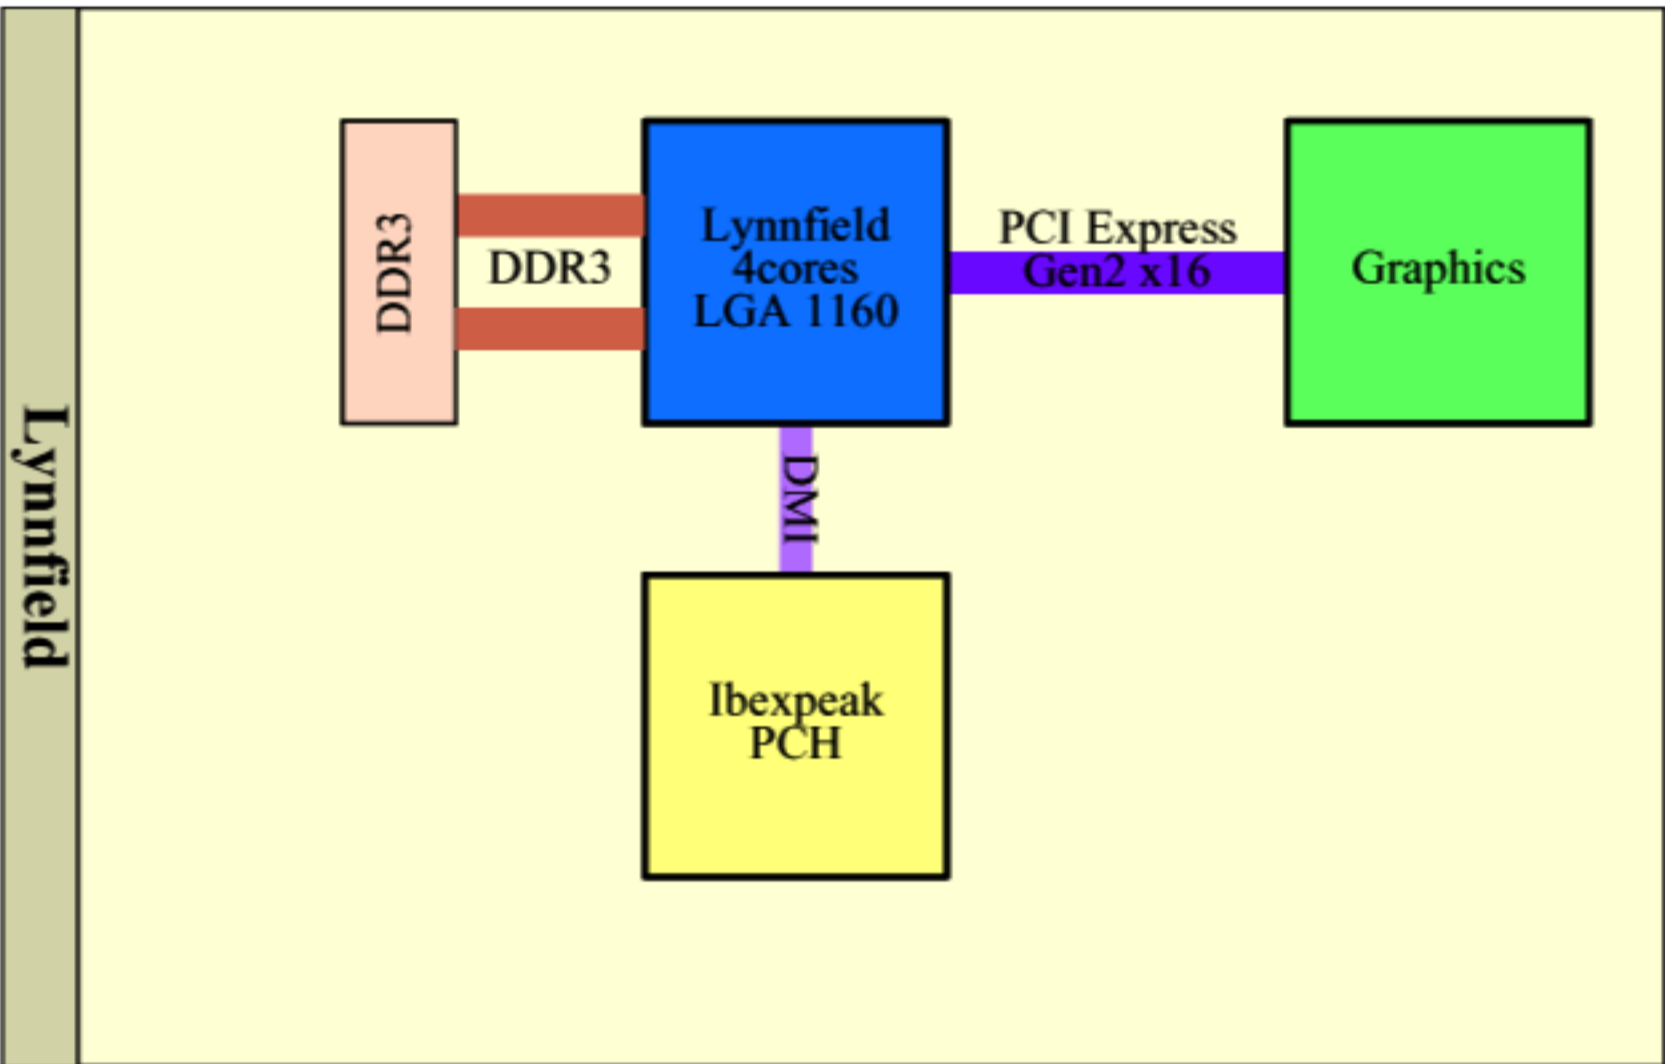 Lynnfield
DDR3
DDR3
Lynnfield
4cores
LGA 1160
PCI Express
Gen2 x16
Graphics
DMI
Ibexpeak
PCH